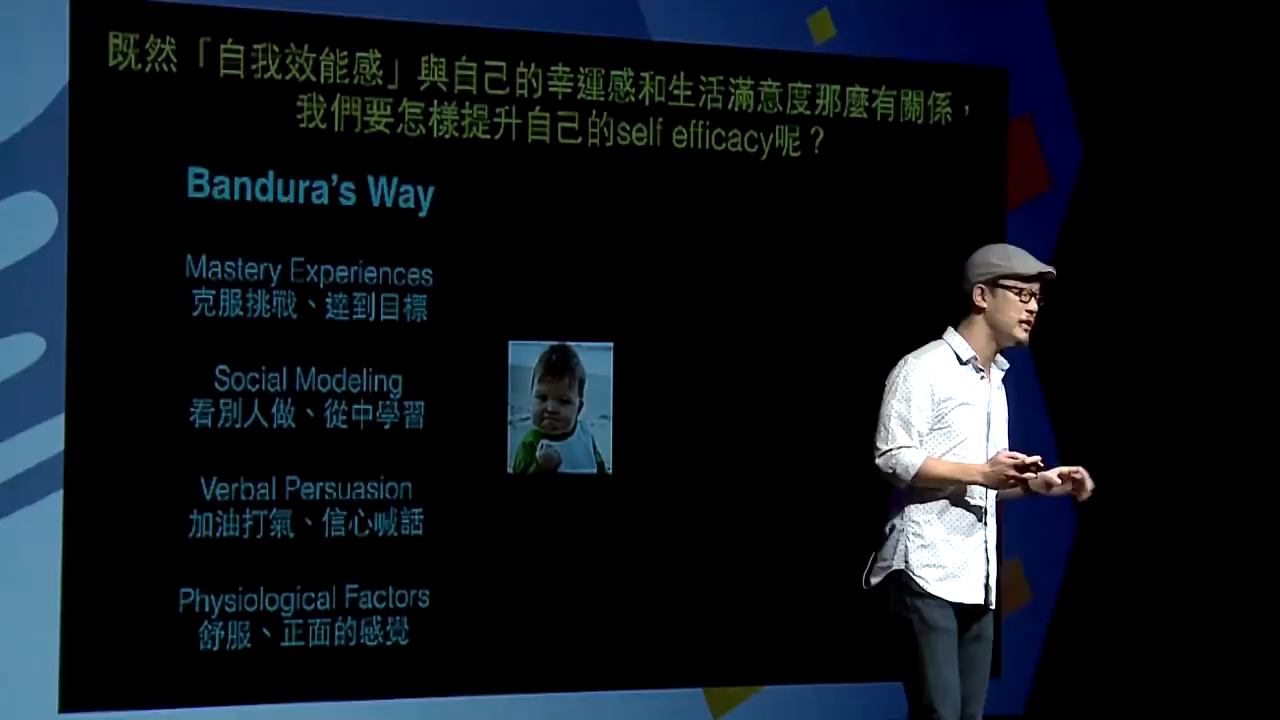 既然「自我效能感」與自己的幸運感和生活滿意度那麼有關係，
我們要怎樣提升自己的self efficacy呢？
Bandura's Way
Mastery Experiences
克服挑戰、達到目標
Social Modeling
看別人做、從中學習
Verbal Persuasion
加油打氣、信心喊話
Physiological Factors
舒服、正面的感覺